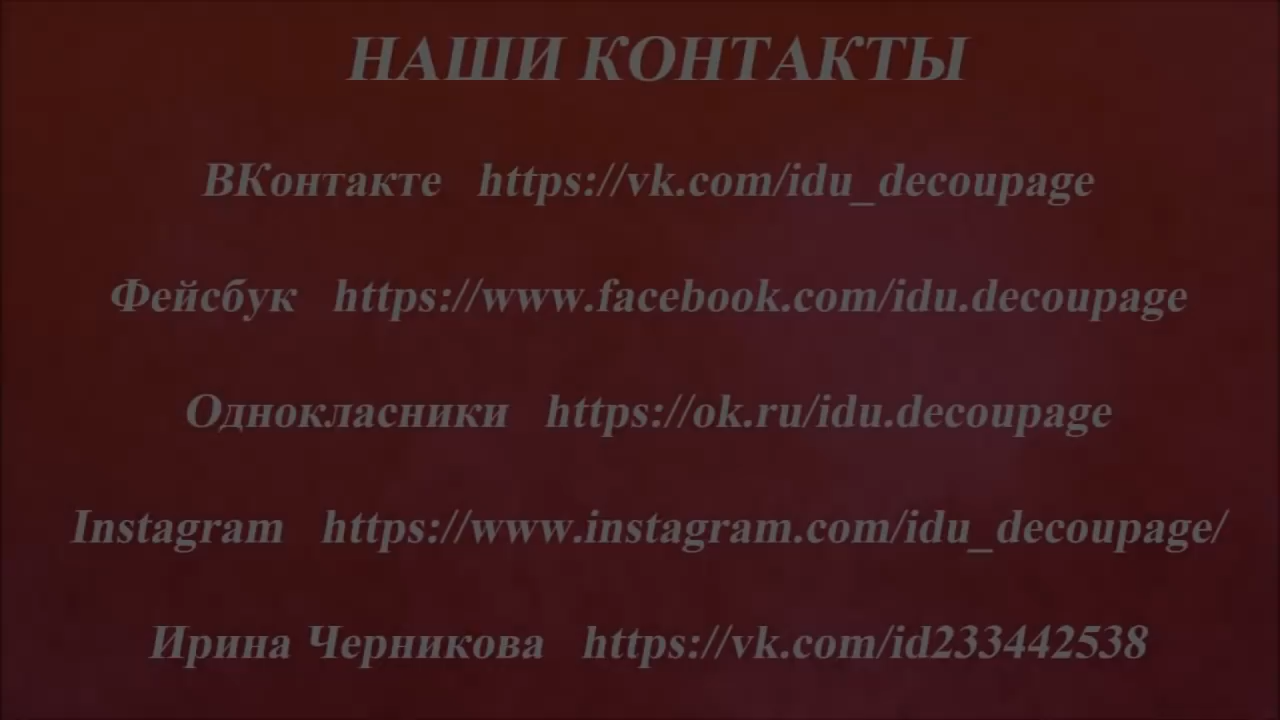 НАШИ КОНТАКТЫ
ВКонтакте https://vk.com/idu_decoupage
Фейсбук https://www.facebook.com/idu.decoupage
Однокласники https://ok.ru/idu.decoupage
Instagram https://www.instagram.com/idu_decoupage/
Ирина Черникова https://vk.com/id233442538